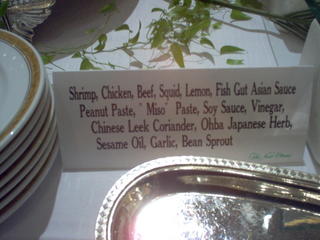 Shrimp, Chicken, Beef, Squid, Lemon, Fish Gut Asian Sauce
Peanut Paste, " Miso" Paste, Soy Sauce, Vinegar,
Chinese Leek Coriander, Ohba Japanese Herb,
Sesame Oil, Garlic, Bean Sprout